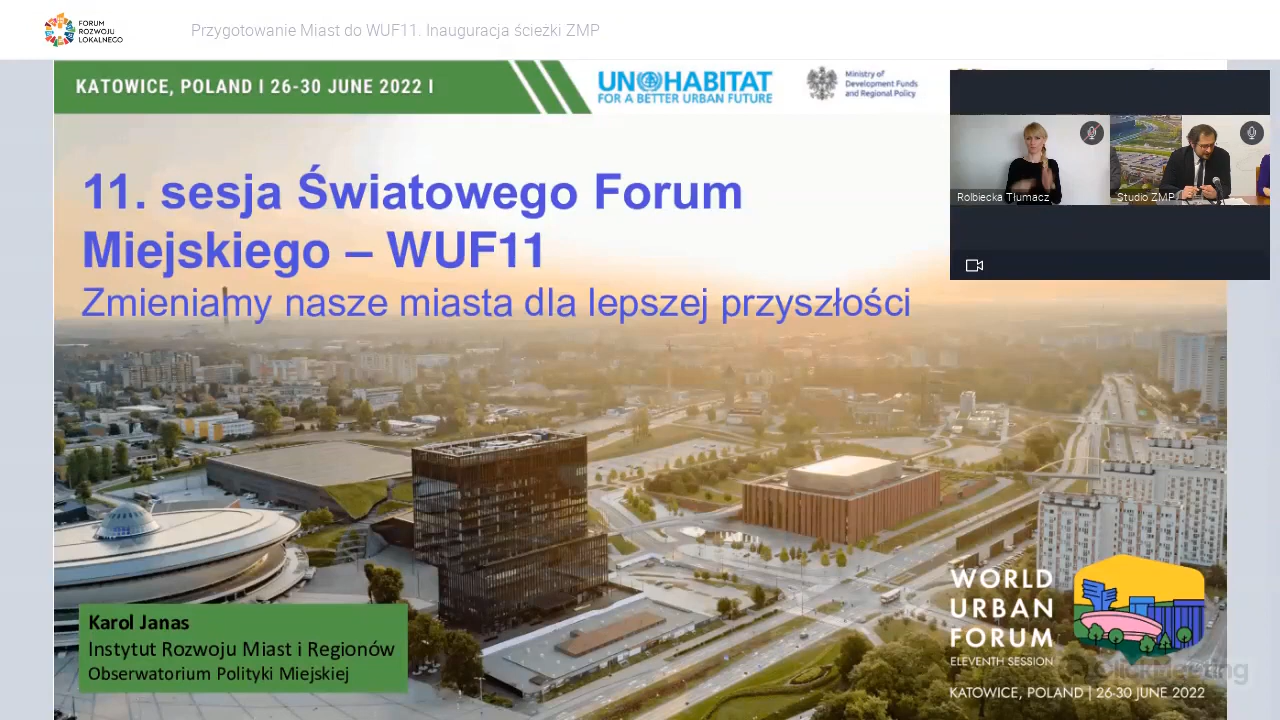 FORUM
ROZWOJU
LOKALNEGO
Przygotowanie Miast do WUF11. Inauguracja ścieżki ZMP
KATOWICE, POLAND I 26-30 JUNE 2022 I
UN HABITAT
FOR A BETTER URBAN FUTURE
Ministry of
Development Funds
and Regional Policy
Rolbiecka Tłumacz
Studio ZMP
11. sesja Światowego Forum
Miejskiego – WUF11
Zmieniamy nasze miasta dla lepszej przyszłości
Karol Janas
Instytut Rozwoju Miast i Regionów
Obserwatorium Polityki Miejskiej
WORLD
URBAN
FORUM
ELEVENTH SESSION
KATOWICE, POLAND | 26-30 JUNE 2022
ClickMeeting